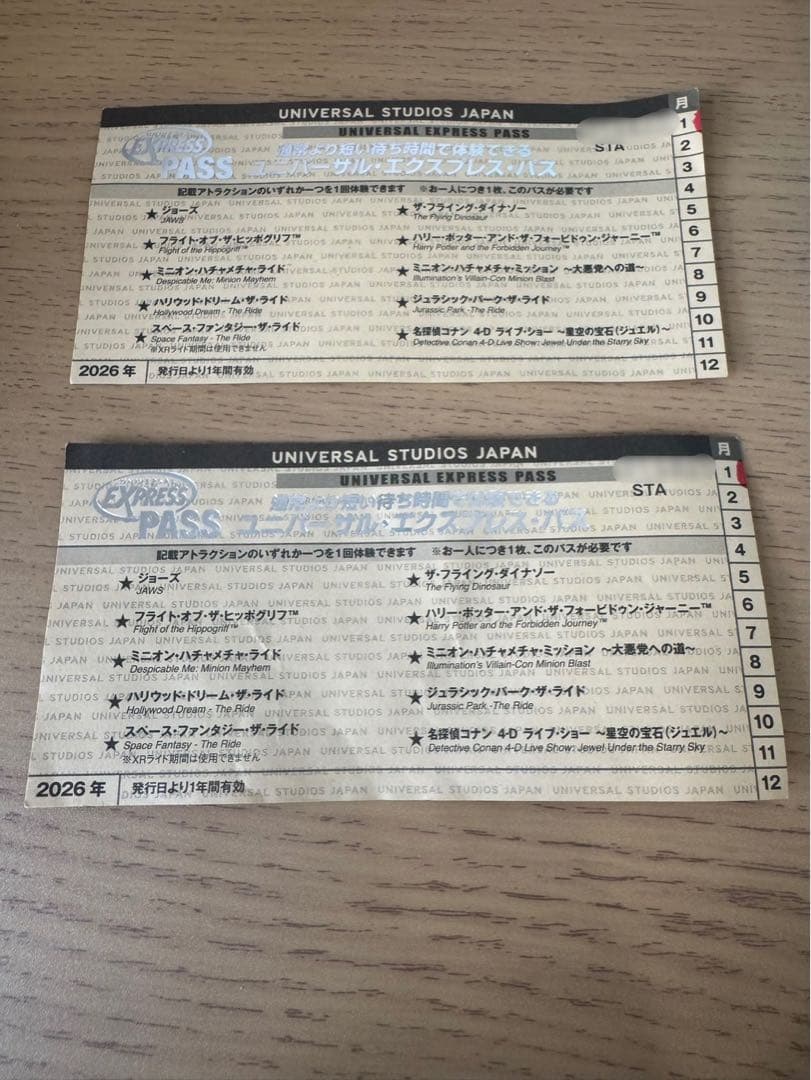 UNIVERSAL STUDIOS JAPAN
月
UNIVERSAL EXPRESS PASS
STA
EXPRESS PASS
通常より短い待ち時間で体験できる
ユニバーサル・エクスプレス・パス
記載アトラクションのいずれか一つを1回体験できます ※お一人につき1枚、このパスが必要です
★ ジョーズ
JAWS
★ ザ・フライング・ダイナソー
The Flying Dinosaur
★ フライト・オブ・ザ・ヒッポグリフ™
Flight of the Hippogriff™
★ ハリー・ポッター・アンド・ザ・フォービドゥン・ジャーニー™
Harry Potter and the Forbidden Journey™
★ ミニオン・ハチャメチャ・ライド
Despicable Me: Minion Mayhem
★ ミニオン・ハチャメチャ・ミッション ～大悪党への道～
Illumination's Villain-Con Minion Blast
★ ハリウッド・ドリーム・ザ・ライド
Hollywood Dream - The Ride
★ ジュラシック・パーク・ザ・ライド
Jurassic Park -The Ride
★ スペース・ファンタジー・ザ・ライド
Space Fantasy - The Ride
※XRライド期間は使用できません
★ 名探偵コナン 4-D ライブ・ショー ～星空の宝石(ジュエル)～
Detective Conan 4-D Live Show: Jewel Under the Starry Sky
2026年 発行日より1年間有効
1
2
3
4
5
6
7
8
9
10
11
12
UNIVERSAL STUDIOS JAPAN
月
UNIVERSAL EXPRESS PASS
STA
EXPRESS PASS
通常より短い待ち時間で体験できる
ユニバーサル・エクスプレス・パス
記載アトラクションのいずれか一つを1回体験できます ※お一人につき1枚、このパスが必要です
★ ジョーズ
JAWS
★ ザ・フライング・ダイナソー
The Flying Dinosaur
★ フライト・オブ・ザ・ヒッポグリフ™
Flight of the Hippogriff™
★ ハリー・ポッター・アンド・ザ・フォービドゥン・ジャーニー™
Harry Potter and the Forbidden Journey™
★ ミニオン・ハチャメチャ・ライド
Despicable Me: Minion Mayhem
★ ミニオン・ハチャメチャ・ミッション ～大悪党への道～
Illumination's Villain-Con Minion Blast
★ ハリウッド・ドリーム・ザ・ライド
Hollywood Dream - The Ride
★ ジュラシック・パーク・ザ・ライド
Jurassic Park -The Ride
★ スペース・ファンタジー・ザ・ライド
Space Fantasy - The Ride
※XRライド期間は使用できません
★ 名探偵コナン 4-D ライブ・ショー ～星空の宝石(ジュエル)～
Detective Conan 4-D Live Show: Jewel Under the Starry Sky
2026年 発行日より1年間有効
1
2
3
4
5
6
7
8
9
10
11
12